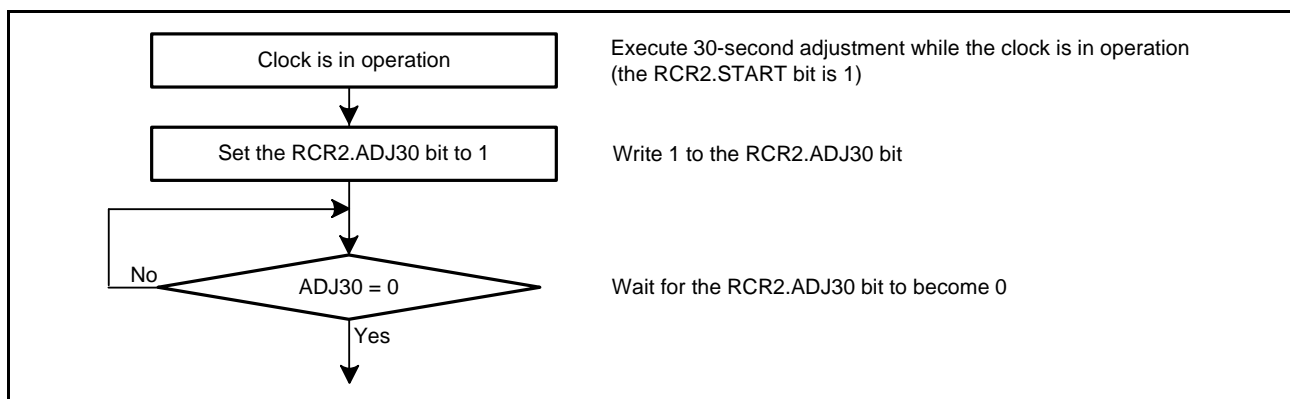 Clock is in operation
Execute 30-second adjustment while the clock is in operation
(the RCR2.START bit is 1)
Set the RCR2.ADJ30 bit to 1
Write 1 to the RCR2.ADJ30 bit
No
ADJ30 = 0
Wait for the RCR2.ADJ30 bit to become 0
Yes